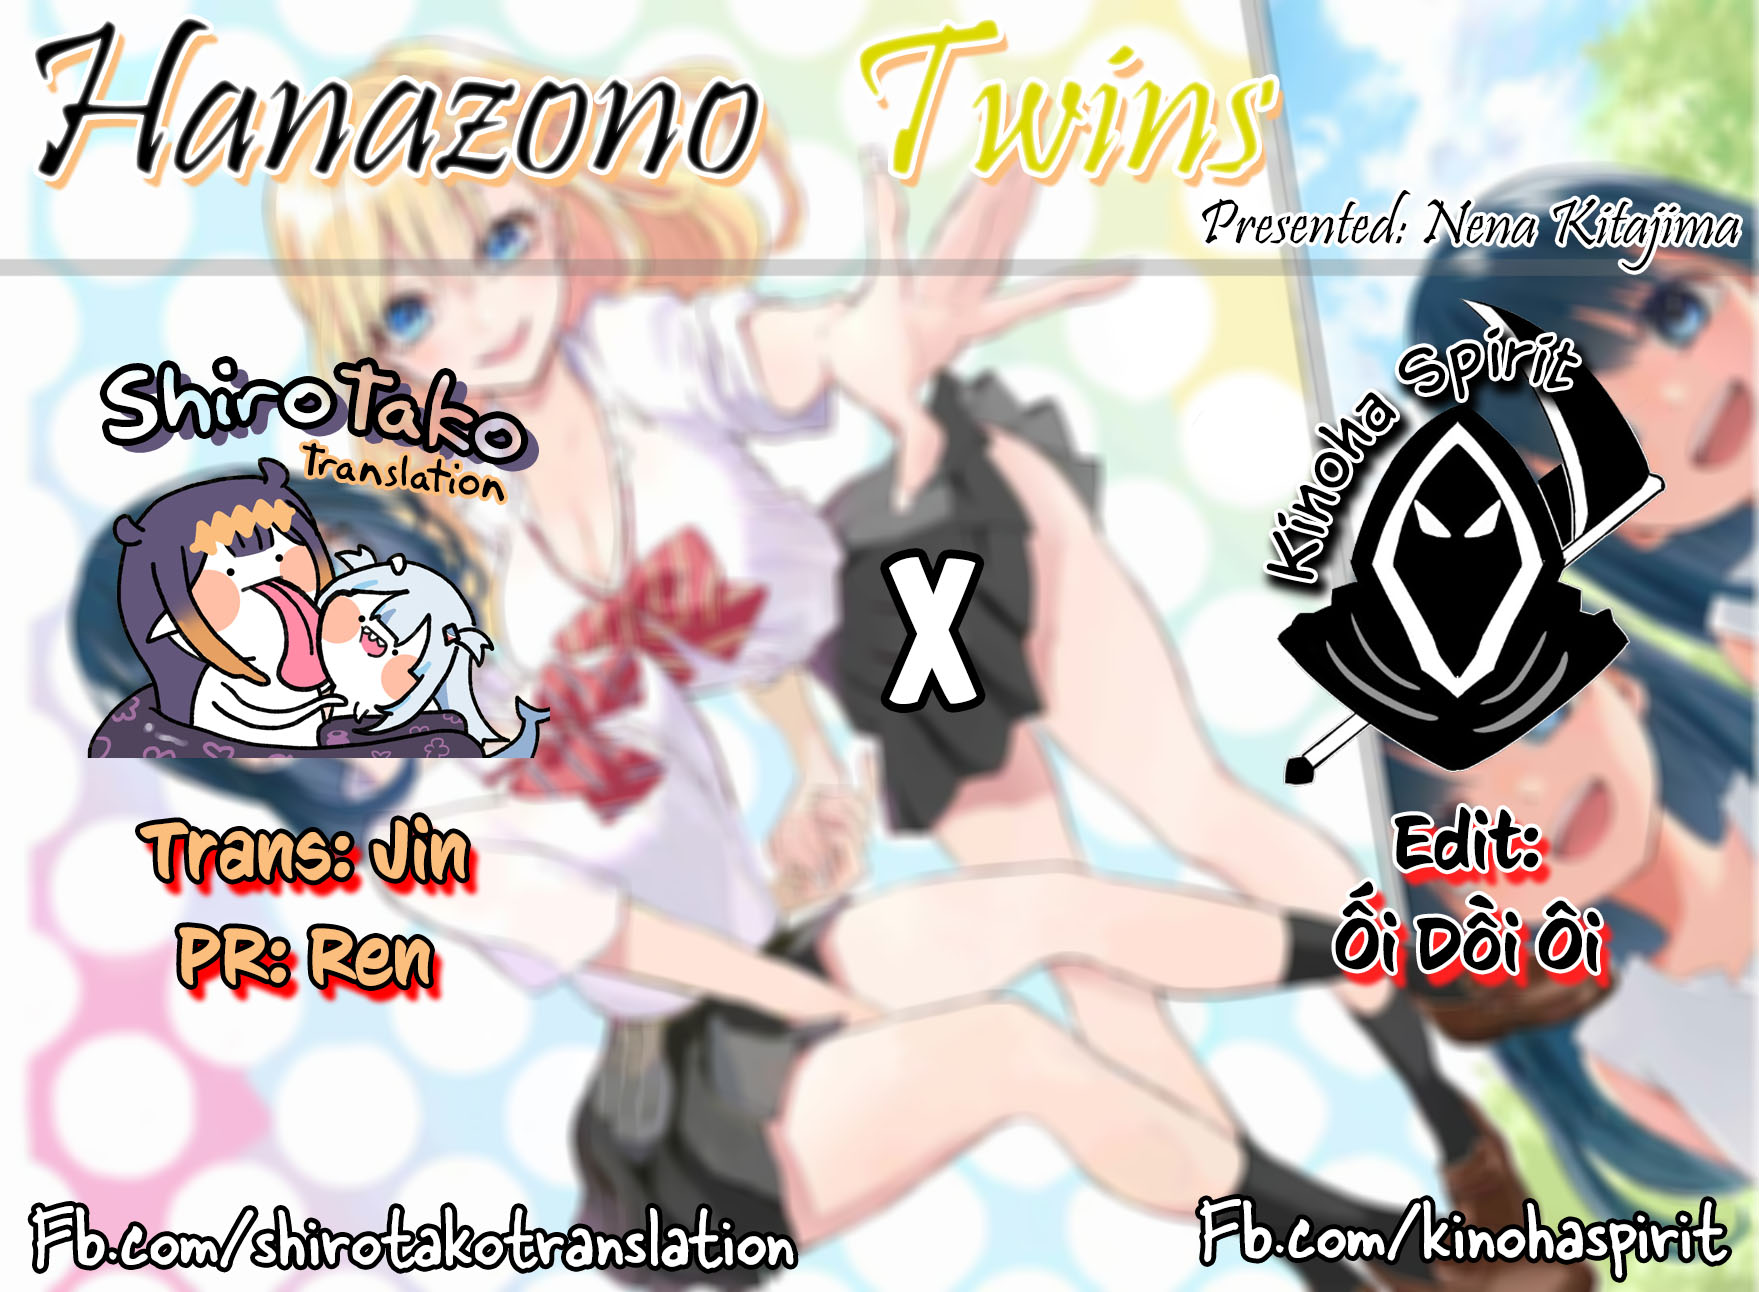 Hanazono Twins
Presented: Nena Kitajima
ShiroTako
Translation
Kinoha Spirit
X
Trans: Jin
PR: Ren
Edit:
Ối Dồi Ôi
Fb.com/shirotakotranslation
Fb.com/kinohaspirit